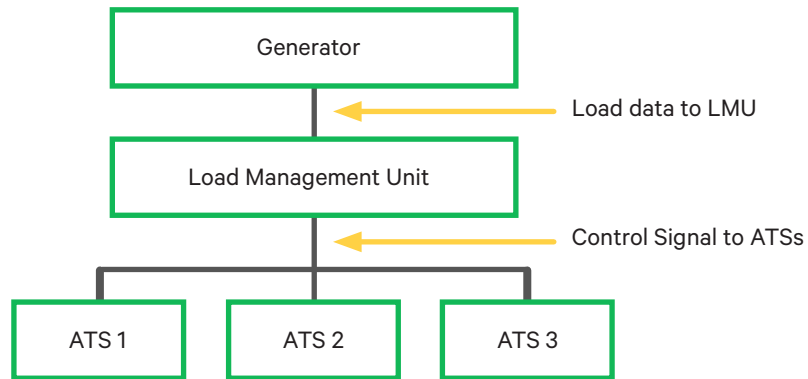 Generator
Load data to LMU
Load Management Unit
Control Signal to ATSs
ATS 1
ATS 2
ATS 3